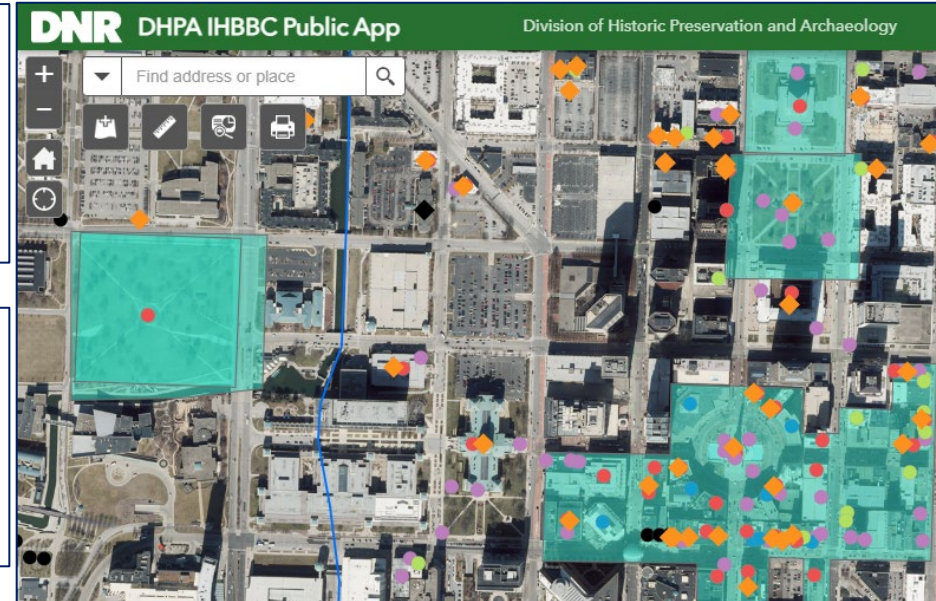 DNR DHPA IHBBC Public App
Division of Historic Preservation and Archaeology
+
Find address or place
−